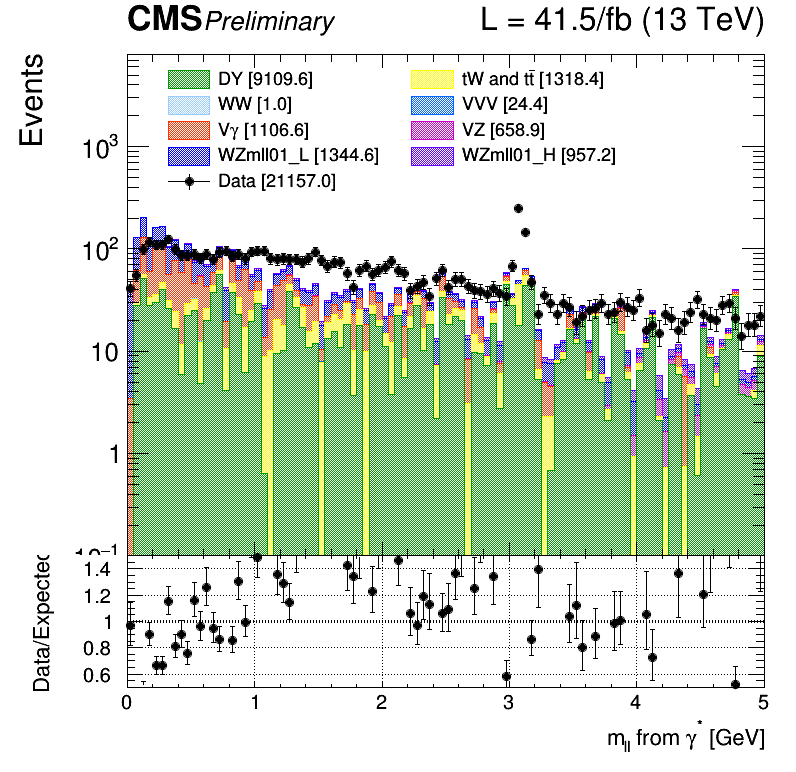 CMS Preliminary L = 41.5/fb (13 TeV)
Events
DY [9109.6] tW and tt̄ [1318.4]
WW [1.0] VVV [24.4]
Vγ [1106.6] VZ [658.9]
WZmll01_L [1344.6] WZmll01_H [957.2]
Data [21157.0]
10³
10²
10
1
10⁻¹
Data/Expected
1.4
1.2
1
0.8
0.6
0 1 2 3 4 5
m_ll from γ* [GeV]